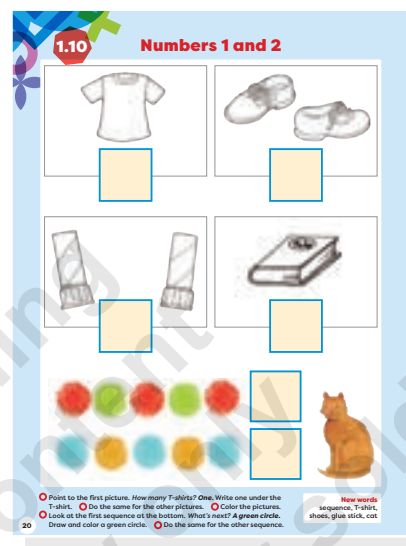 1.10
Numbers 1 and 2
Point to the first picture. How many T-shirts? One. Write one under the
T-shirt. Do the same for the other pictures. Color the pictures.
Look at the first sequence at the bottom. What's next? A green circle.
Draw and color a green circle. Do the same for the other sequence.
New words
sequence, T-shirt,
shoes, glue stick, cat
20